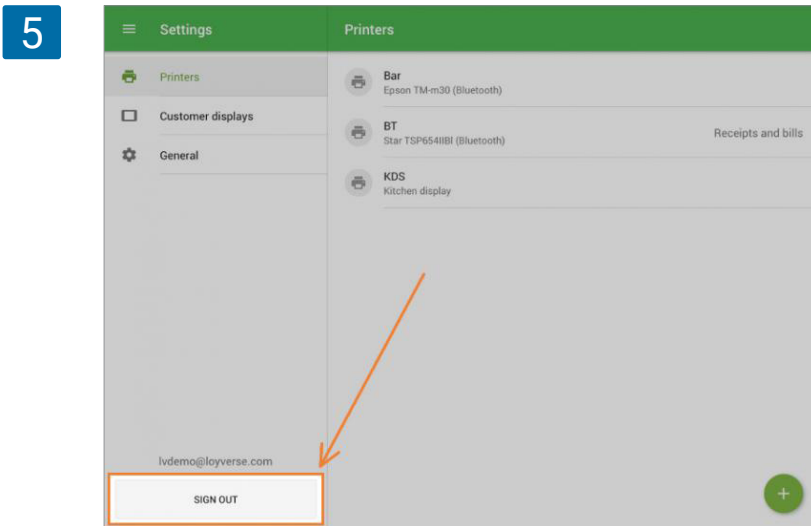 5
Settings
Printers
Printers
Customer displays
General
Bar
Epson TM-m30 (Bluetooth)
BT
Star TSP654IIBI (Bluetooth)
Receipts and bills
KDS
Kitchen display
lvdemo@loyverse.com
SIGN OUT